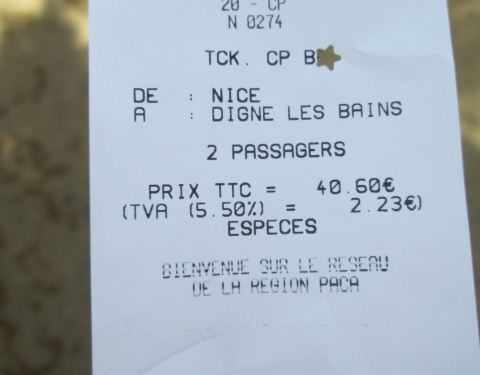 20 - CP
N 0274
TCK. CP
DE : NICE
A : DIGNE LES BAINS
2 PASSAGERS
PRIX TTC = 40.60€
(TVA (5.50%) = 2.23€)
ESPECES
BIENVENUE SUR LE RESEAU
DE LA REGION PACA